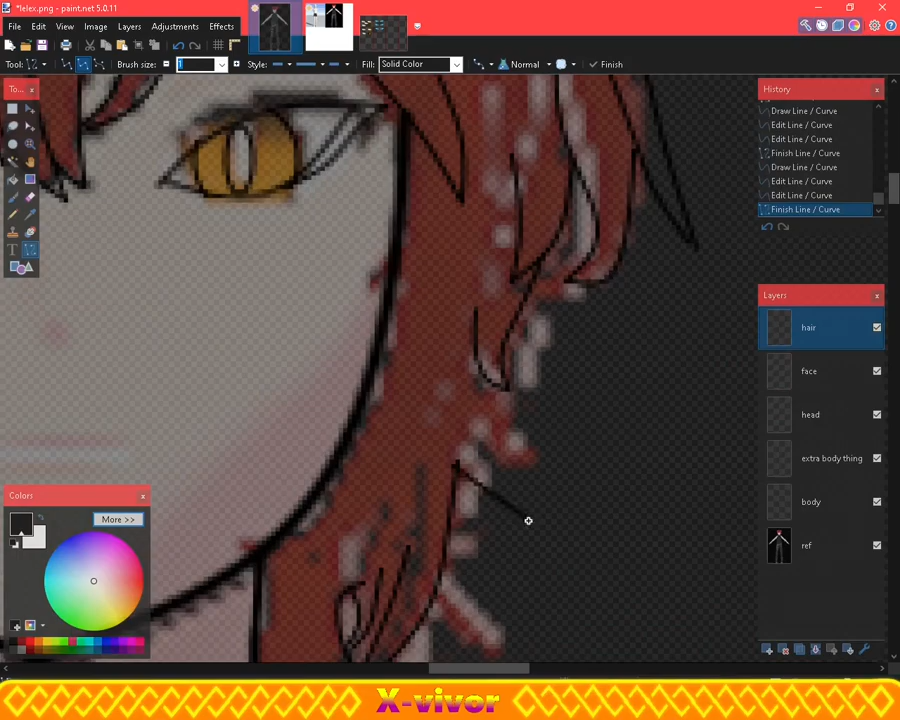 *felex.png - paint.net 5.0.11
File Edit View Image Layers Adjustments Effects
Tool: Brush size: 1 Style: Fill: Solid Color Normal Finish
To...
History
Draw Line / Curve
Edit Line / Curve
Edit Line / Curve
Finish Line / Curve
Draw Line / Curve
Edit Line / Curve
Edit Line / Curve
Finish Line / Curve
Layers
hair
face
head
extra body thing
body
ref
Colors
More >>
X-vivor